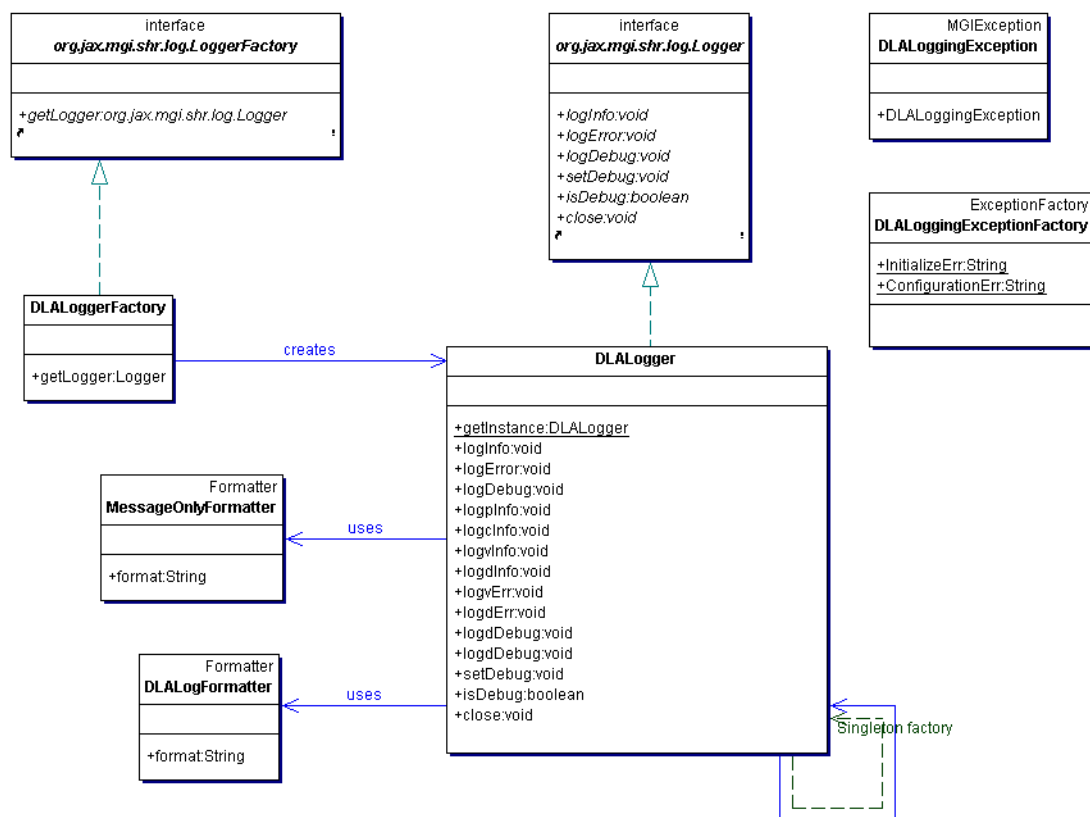 interface
org.jax.mgi.shr.log.LoggerFactory
+getLogger:org.jax.mgi.shr.log.Logger
interface
org.jax.mgi.shr.log.Logger
+logInfo:void
+logError:void
+logDebug:void
+setDebug:void
+isDebug:boolean
+close:void
MGIException
DLALoggingException
+DLALoggingException
ExceptionFactory
DLALoggingExceptionFactory
+InitializeErr:String
+ConfigurationErr:String
DLALoggerFactory
+getLogger:Logger
creates
DLALogger
+getInstance:DLALogger
+logInfo:void
+logError:void
+logDebug:void
+logpInfo:void
+logcInfo:void
+logvInfo:void
+logdInfo:void
+logvErr:void
+logdErr:void
+logdDebug:void
+logdDebug:void
+setDebug:void
+isDebug:boolean
+close:void
Formatter
MessageOnlyFormatter
+format:String
uses
Formatter
DLALogFormatter
+format:String
uses
Singleton factory